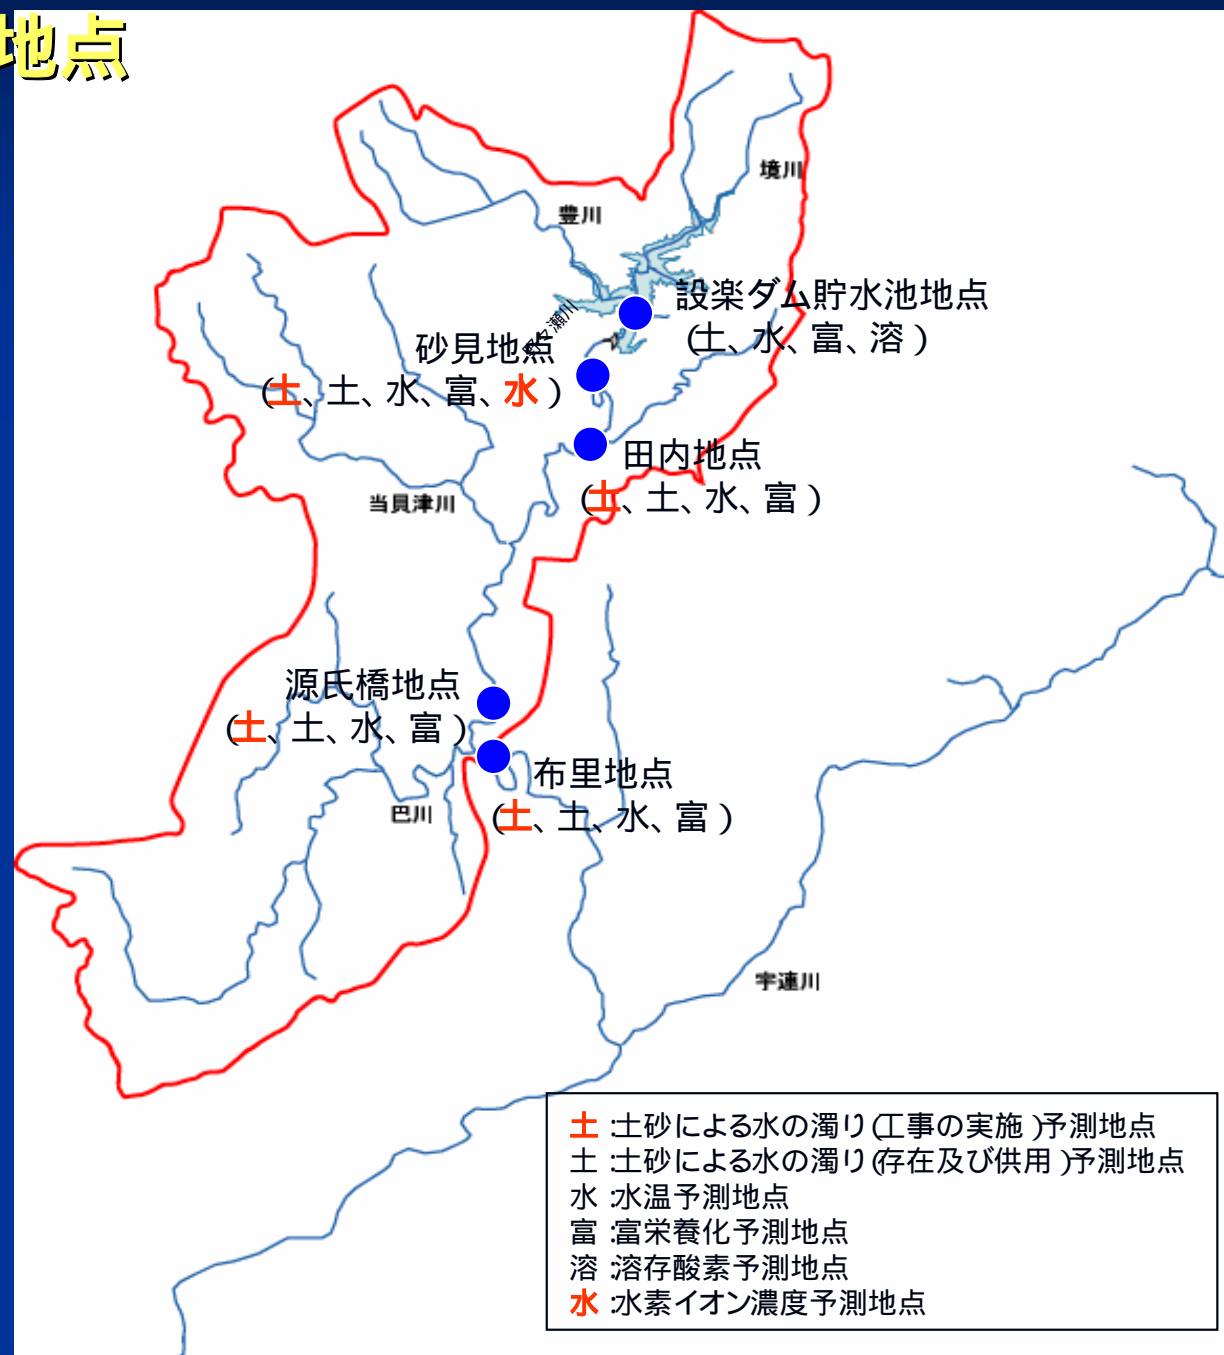 地点
境川
豊川
設楽ダム貯水池地点
(土、水、富、溶)
砂見地点
(土、土、水、富、水)
田内地点
(土、土、水、富)
当貝津川
源氏橋地点
(土、土、水、富)
布里地点
(土、土、水、富)
巴川
宇連川
土:土砂による水の濁り(工事の実施)予測地点
土:土砂による水の濁り(存在及び供用)予測地点
水:水温予測地点
富:富栄養化予測地点
溶:溶存酸素予測地点
水:水素イオン濃度予測地点